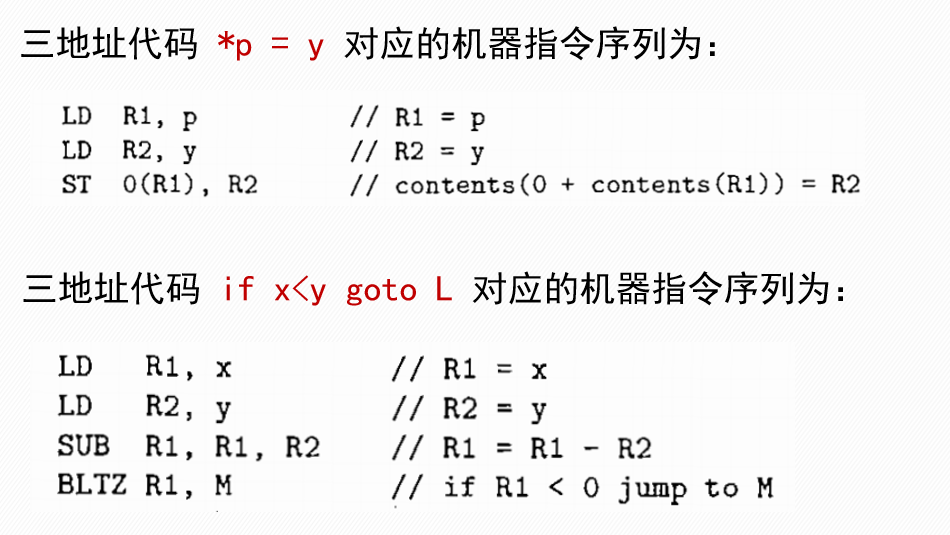 三地址代码 *p = y 对应的机器指令序列为：
LD R1, p // R1 = p
LD R2, y // R2 = y
ST 0(R1), R2 // contents(0 + contents(R1)) = R2
三地址代码 if x<y goto L 对应的机器指令序列为：
LD R1, x // R1 = x
LD R2, y // R2 = y
SUB R1, R1, R2 // R1 = R1 - R2
BLTZ R1, M // if R1 < 0 jump to M